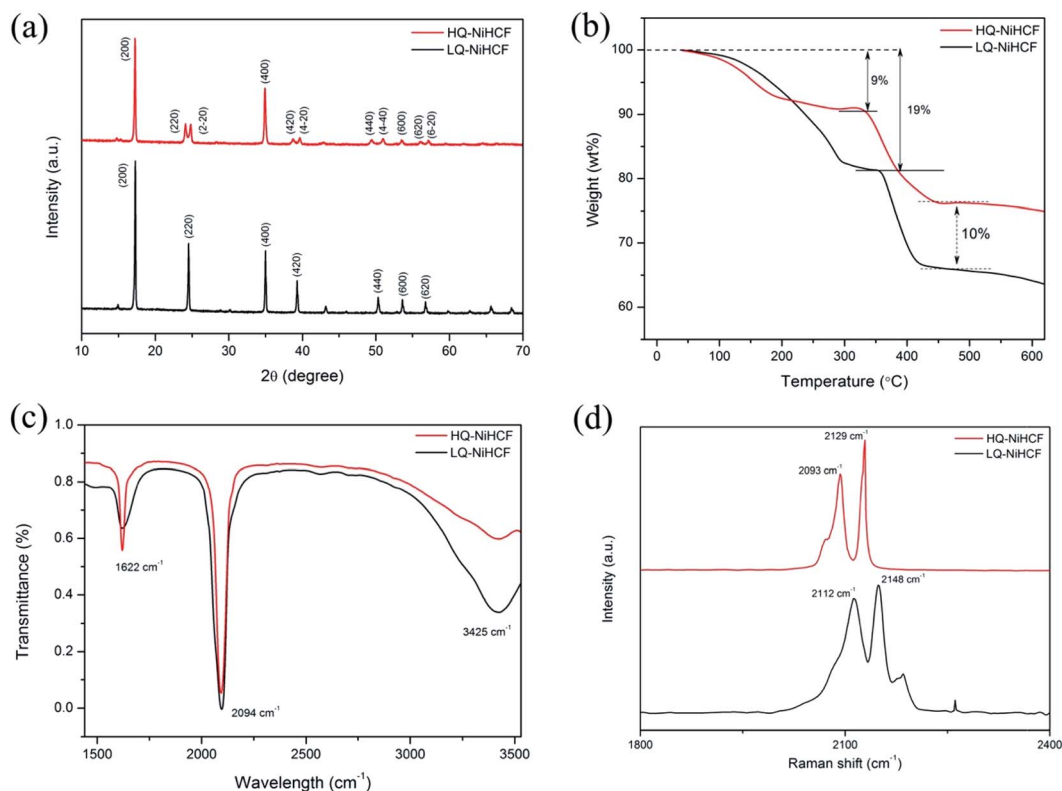 (a)
HQ-NiHCF
LQ-NiHCF
(200)
(220)
(2-20)
(400)
(420)
(4-20)
(440)
(4-40)
(600)
(620)
(6-20)
(200)
(220)
(400)
(420)
(440)
(600)
(620)
Intensity (a.u.)
10 20 30 40 50 60 70
2θ (degree)
(b)
HQ-NiHCF
LQ-NiHCF
9%
19%
10%
100
90
80
70
60
Weight (wt%)
0 100 200 300 400 500 600
Temperature (°C)
(c)
HQ-NiHCF
LQ-NiHCF
1.0
0.8
0.6
0.4
0.2
0.0
Transmittance (%)
1622 cm-1
2094 cm-1
3425 cm-1
1500 2000 2500 3000 3500
Wavelength (cm-1)
(d)
HQ-NiHCF
LQ-NiHCF
2129 cm-1
2093 cm-1
2148 cm-1
2112 cm-1
Intensity (a.u.)
1800 2100 2400
Raman shift (cm-1)